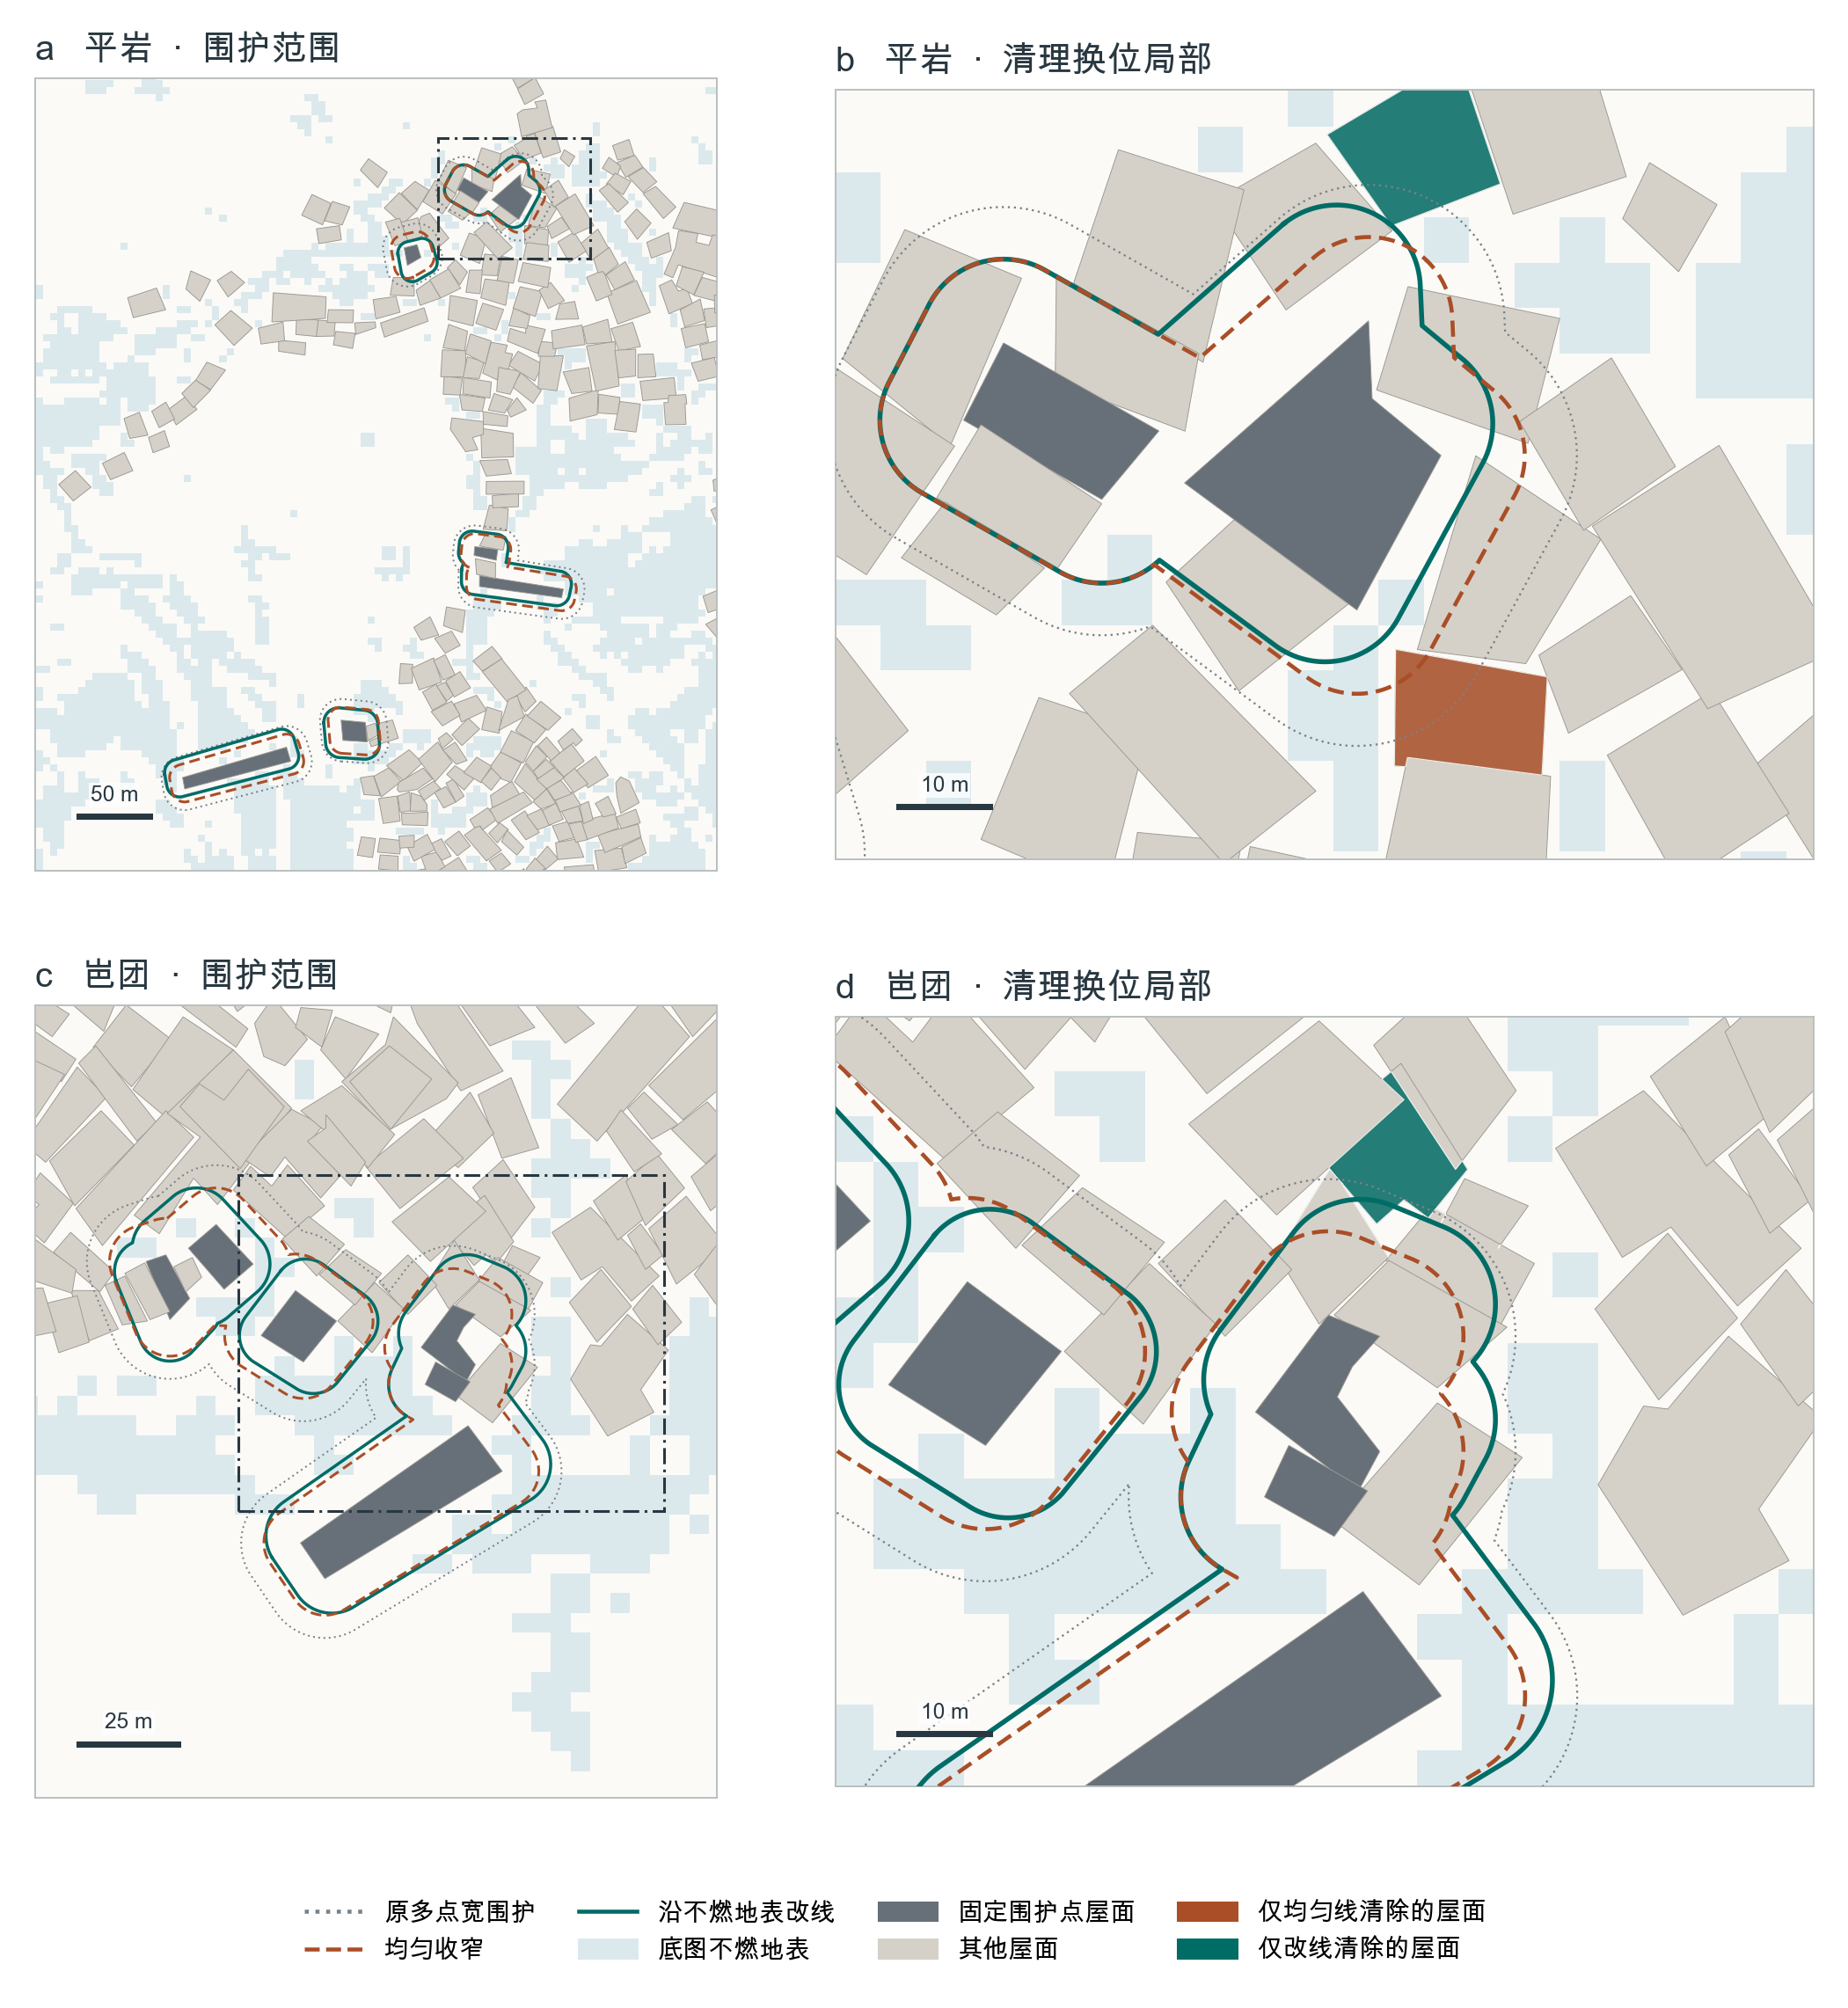 a 平岩 · 围护范围
b 平岩 · 清理换位局部
50 m
10 m
c 岜团 · 围护范围
d 岜团 · 清理换位局部
25 m
10 m
原多点宽围护
沿不燃地表改线
固定围护点屋面
仅均匀线清除的屋面
均匀收窄
底图不燃地表
其他屋面
仅改线清除的屋面